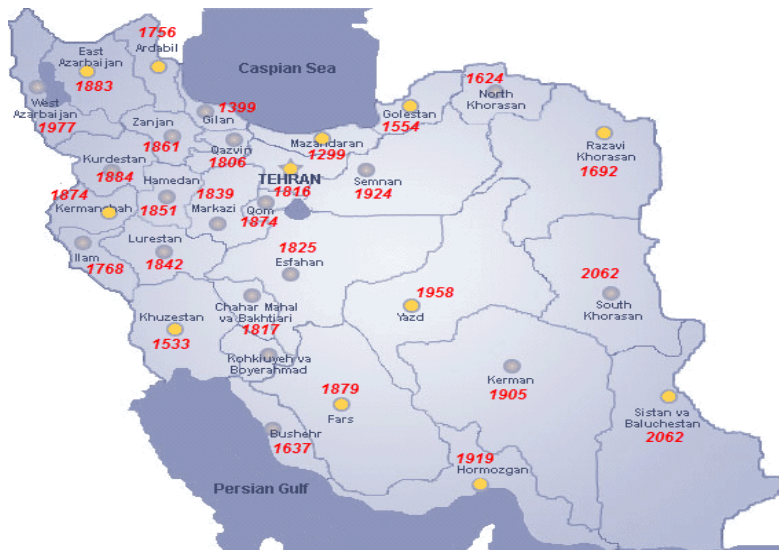 1756
Ardabil
East
Azarbaijan
1883
Caspian Sea
West
Azarbaijan
1977
1399
Gilan
Zanjan
1861
Qazvin
1806
Mazandaran
1299
Golestan
1554
1624
North
Khorasan
Razavi
Khorasan
1692
Kurdestan
1884
Hamedan
1851
1839
Markazi
TEHRAN
1816
Qom
1874
Semnan
1924
1874
Kermanshah
Ilam
1768
Lurestan
1842
1825
Esfahan
2062
South
Khorasan
1958
Yazd
Chahar Mahal
va Bakhtiari
1817
Khuzestan
1533
Kohkiluyeh va
Boyerahmad
1879
Fars
Kerman
1905
Sistan va
Baluchestan
2062
Bushehr
1637
1919
Hormozgan
Persian Gulf